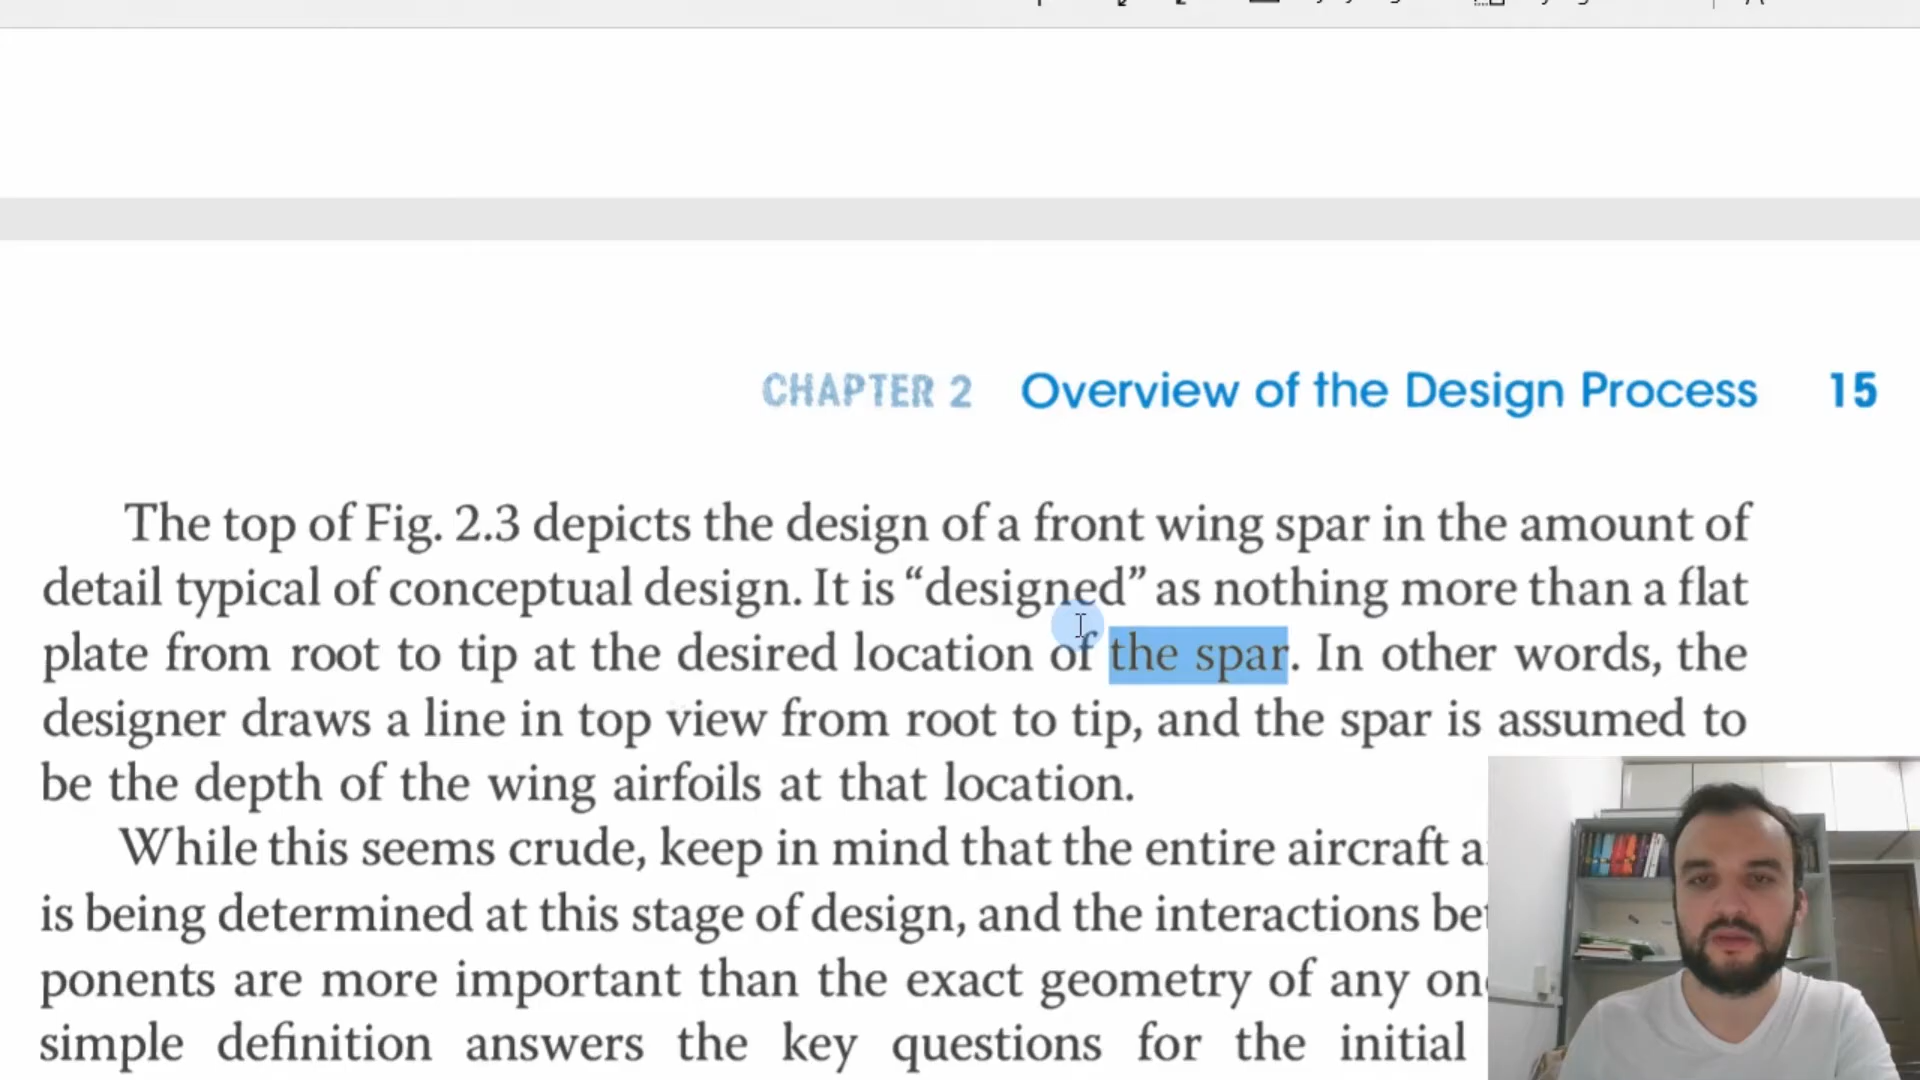 CHAPTER 2 Overview of the Design Process 15
The top of Fig. 2.3 depicts the design of a front wing spar in the amount of
detail typical of conceptual design. It is “designed” as nothing more than a flat
plate from root to tip at the desired location of the spar. In other words, the
designer draws a line in top view from root to tip, and the spar is assumed to
be the depth of the wing airfoils at that location.
While this seems crude, keep in mind that the entire aircraft
is being determined at this stage of design, and the interactions
ponents are more important than the exact geometry of any
simple definition answers the key questions for the initial